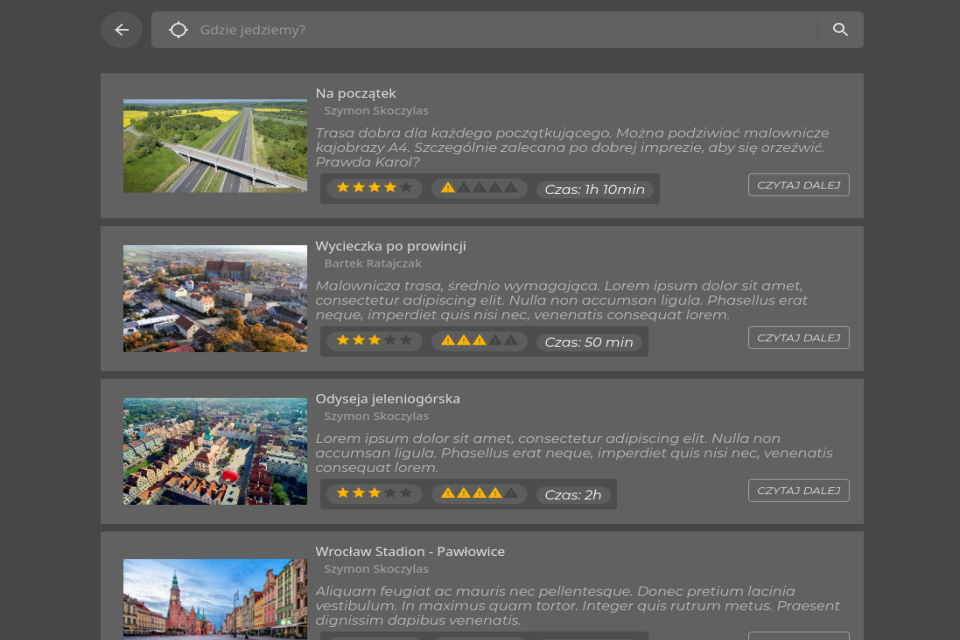 Gdzie jedziemy?
Na początek
Szymon Skoczylas
Trasa dobra dla każdego początkującego. Można podziwiać malownicze
kajobrazy A4. Szczególnie zalecana po dobrej imprezie, aby się orzeźwić.
Prawda Karol?
Czas: 1h 10min
CZYTAJ DALEJ
Wycieczka po prowincji
Bartek Ratajczak
Malownicza trasa, średnio wymagająca. Lorem ipsum dolor sit amet,
consectetur adipiscing elit. Nulla non accumsan ligula. Phasellus erat
neque, imperdiet quis nisi nec, venenatis consequat lorem.
Czas: 50 min
CZYTAJ DALEJ
Odyseja jeleniogórska
Szymon Skoczylas
Lorem ipsum dolor sit amet, consectetur adipiscing elit. Nulla non
accumsan ligula. Phasellus erat neque, imperdiet quis nisi nec, venenatis
consequat lorem.
Czas: 2h
CZYTAJ DALEJ
Wrocław Stadion - Pawłowice
Szymon Skoczylas
Aliquam feugiat ac mauris nec pellentesque. Donec pretium lacinia
vestibulum. In maximus quam tortor. Integer quis rutrum metus. Praesent
dignissim dapibus venenatis.